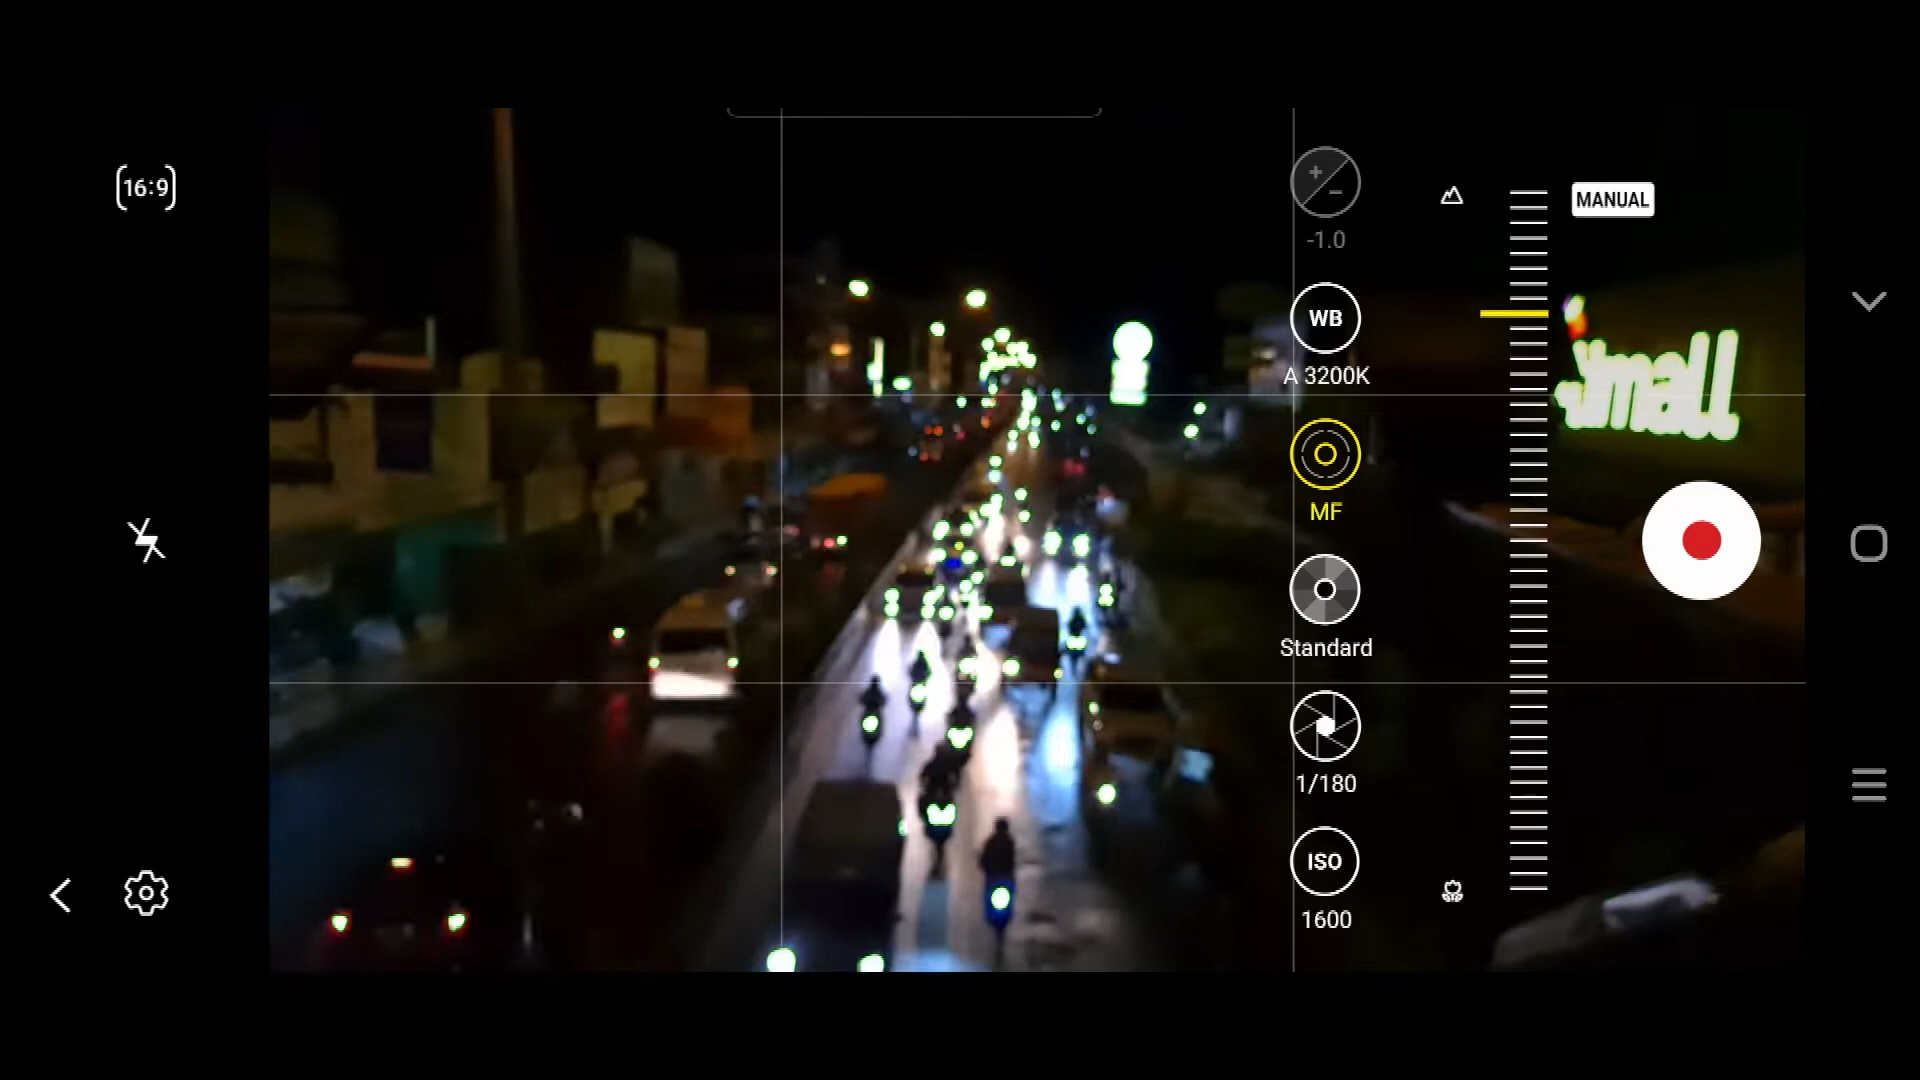 16:9
-1.0
MANUAL
WB
A 3200K
mall
MF
Standard
1/180
ISO
1600